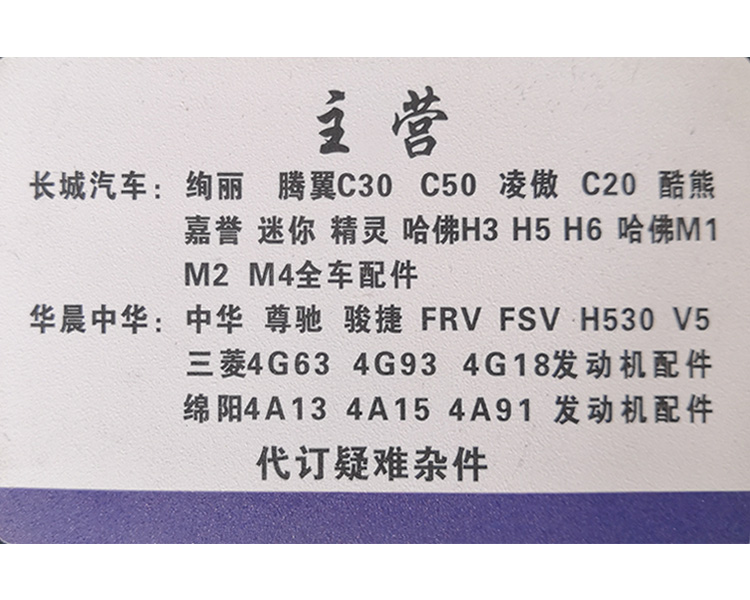 主营
长城汽车：绚丽 腾翼C30 C50 凌傲 C20 酷熊
嘉誉 迷你 精灵 哈佛H3 H5 H6 哈佛M1
M2 M4全车配件
华晨中华：中华 尊驰 骏捷 FRV FSV H530 V5
三菱4G63 4G93 4G18发动机配件
绵阳4A13 4A15 4A91 发动机配件
代订疑难杂件